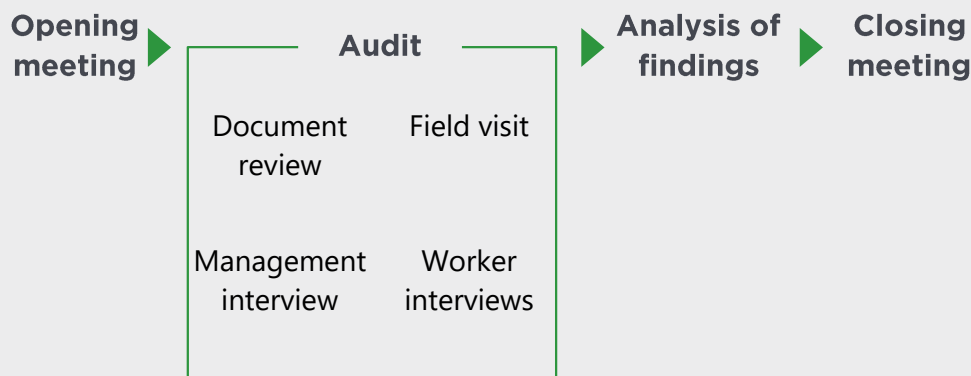 Opening
meeting
Audit
Document
review
Field visit
Management
interview
Worker
interviews
Analysis of
findings
Closing
meeting